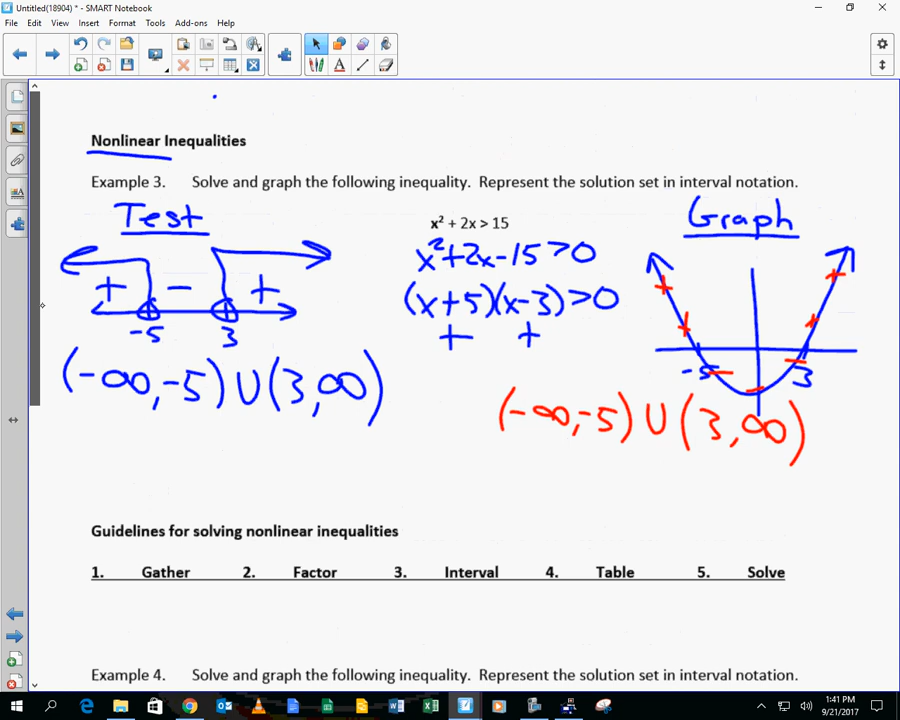 Untitled(18904) * - SMART Notebook
File Edit View Insert Format Tools Add-ons Help
Nonlinear Inequalities
Example 3. Solve and graph the following inequality. Represent the solution set in interval notation.
Test
x² + 2x > 15
Graph
x²+2x-15>0
+ - +
(x+5)(x-3)>0
-5 3
+ +
-5 3
(-∞,-5)∪(3,∞)
(-∞,-5)∪(3,∞)
Guidelines for solving nonlinear inequalities
1. Gather 2. Factor 3. Interval 4. Table 5. Solve
Example 4. Solve and graph the following inequality. Represent the solution set in interval notation.
1:41 PM
9/21/2017